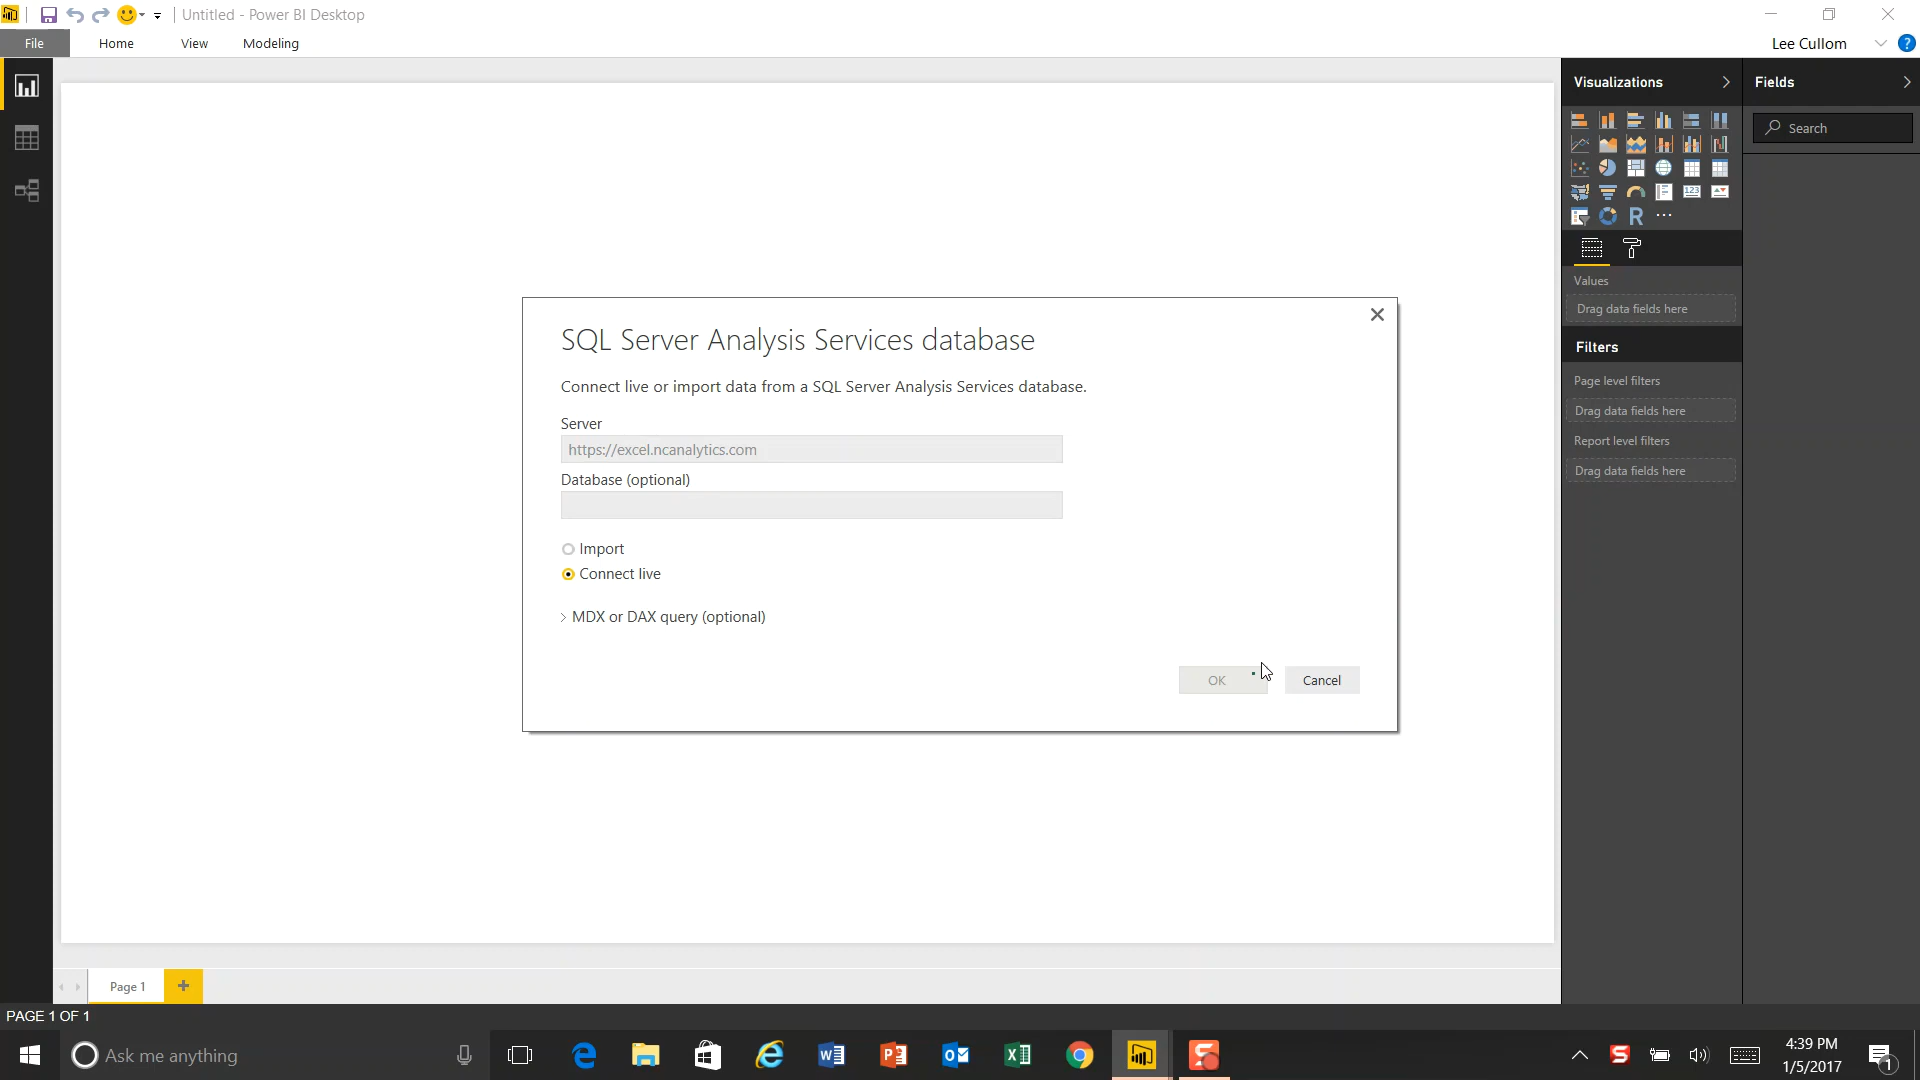 Untitled - Power BI Desktop
File
Home
View
Modeling
Lee Cullom
?
Visualizations
Fields
Search
123
R
Values
Drag data fields here
Filters
Page level filters
Drag data fields here
Report level filters
Drag data fields here
SQL Server Analysis Services database
Connect live or import data from a SQL Server Analysis Services database.
Server
https://excel.ncanalytics.com
Database (optional)
Import
Connect live
MDX or DAX query (optional)
OK
Cancel
Page 1
PAGE 1 OF 1
Ask me anything
4:39 PM
1/5/2017
1